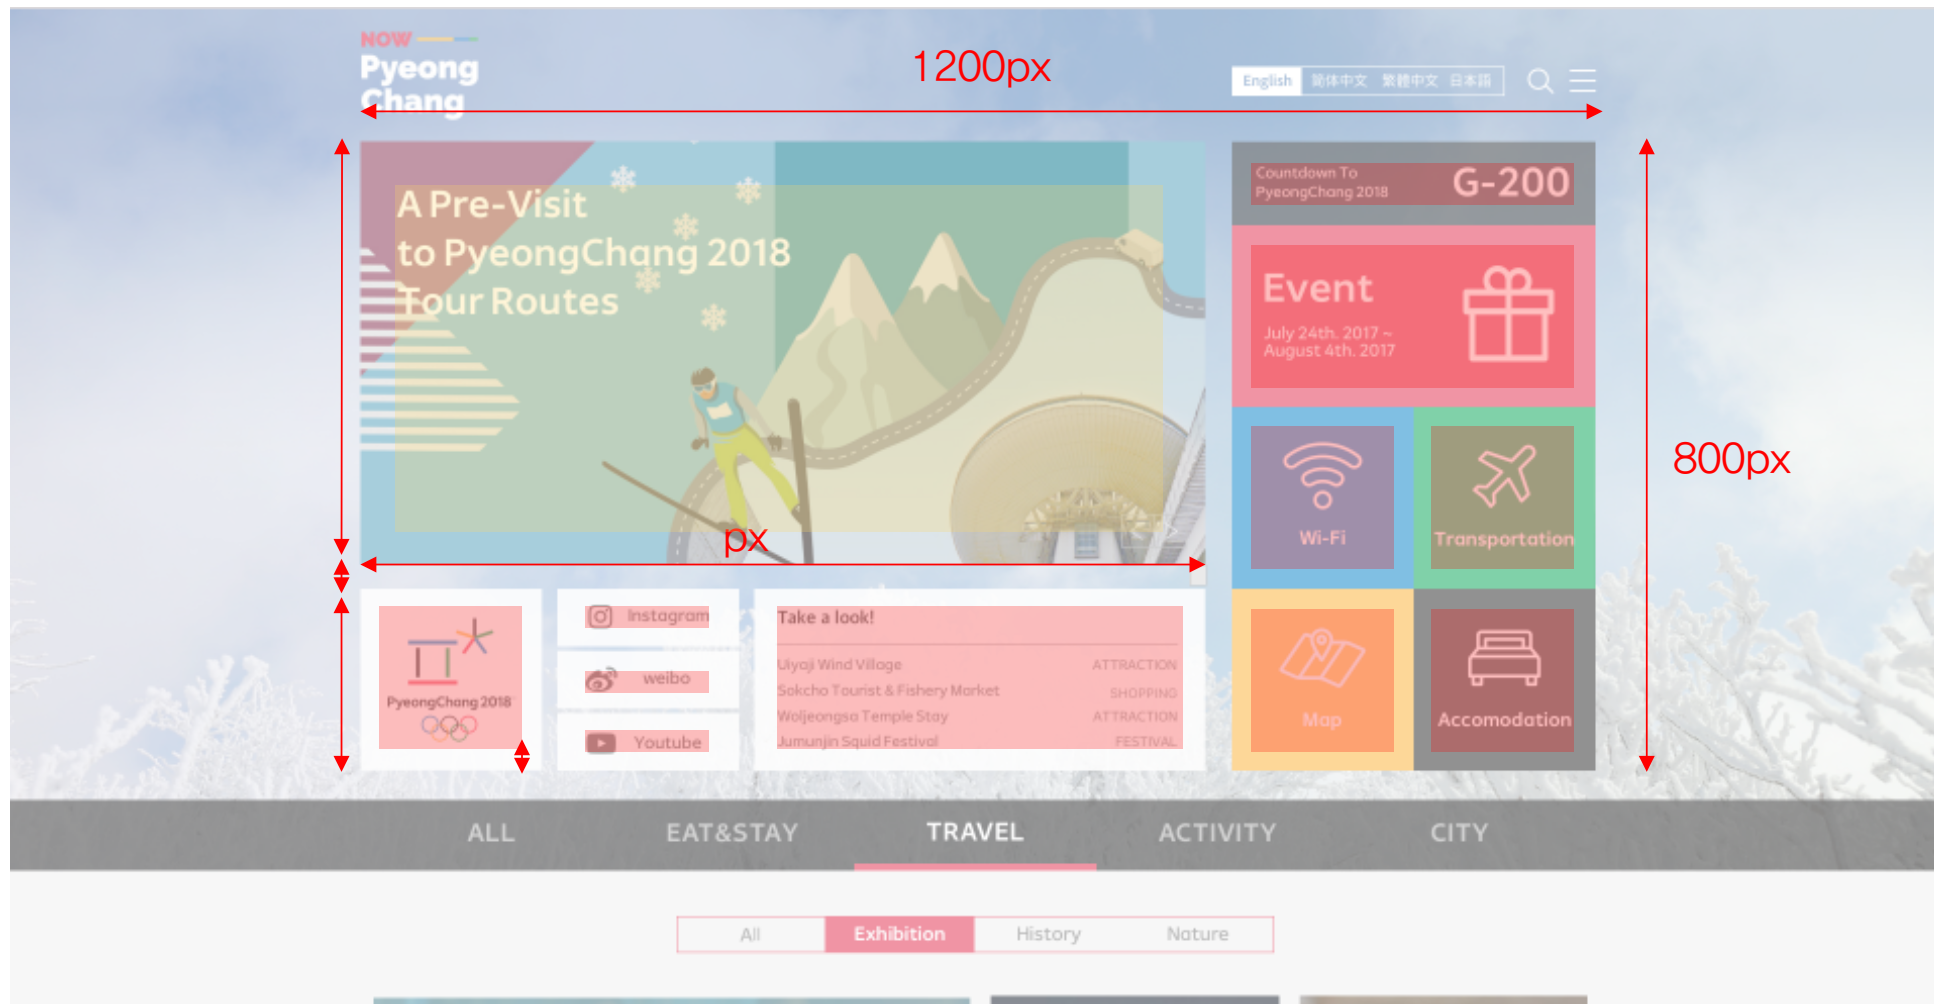 NOW
Pyeong
Chang
1200px
English 简体中文 繁體中文 日本語
A Pre-Visit
to PyeongChang 2018
Tour Routes
px
Countdown To
PyeongChang 2018
G-200
Event
July 24th. 2017 ~
August 4th. 2017
Wi-Fi
Transportation
800px
Map
Accomodation
PyeongChang 2018
Instagram
weibo
Youtube
Take a look!
Uiyaji Wind Village ATTRACTION
Sokcho Tourist & Fishery Market SHOPPING
Woljeongsa Temple Stay ATTRACTION
Jumunjin Squid Festival FESTIVAL
ALL EAT&STAY TRAVEL ACTIVITY CITY
All Exhibition History Nature